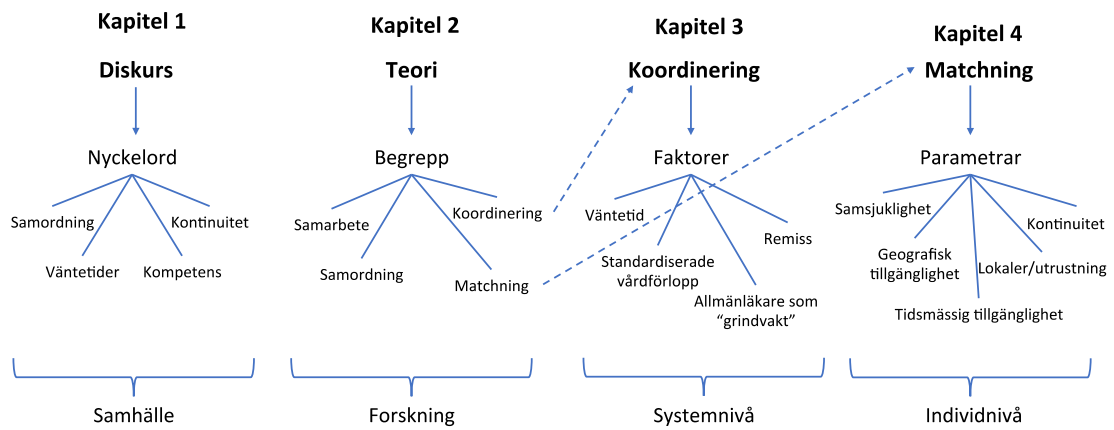 Kapitel 1
Diskurs
Nyckelord
Samordning
Kontinuitet
Väntetider
Kompetens
Samhälle
Kapitel 2
Teori
Begrepp
Samarbete
Koordinering
Samordning
Matchning
Forskning
Kapitel 3
Koordinering
Faktorer
Väntetid
Remiss
Standardiserade
vårdförlopp
Allmänläkare som
“grindvakt”
Systemnivå
Kapitel 4
Matchning
Parametrar
Samsjuklighet
Kontinuitet
Geografisk
tillgänglighet
Lokaler/utrustning
Tidsmässig tillgänglighet
Individnivå